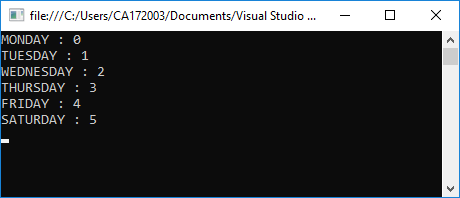 file:///C:/Users/CA172003/Documents/Visual Studio ...
MONDAY : 0
TUESDAY : 1
WEDNESDAY : 2
THURSDAY : 3
FRIDAY : 4
SATURDAY : 5